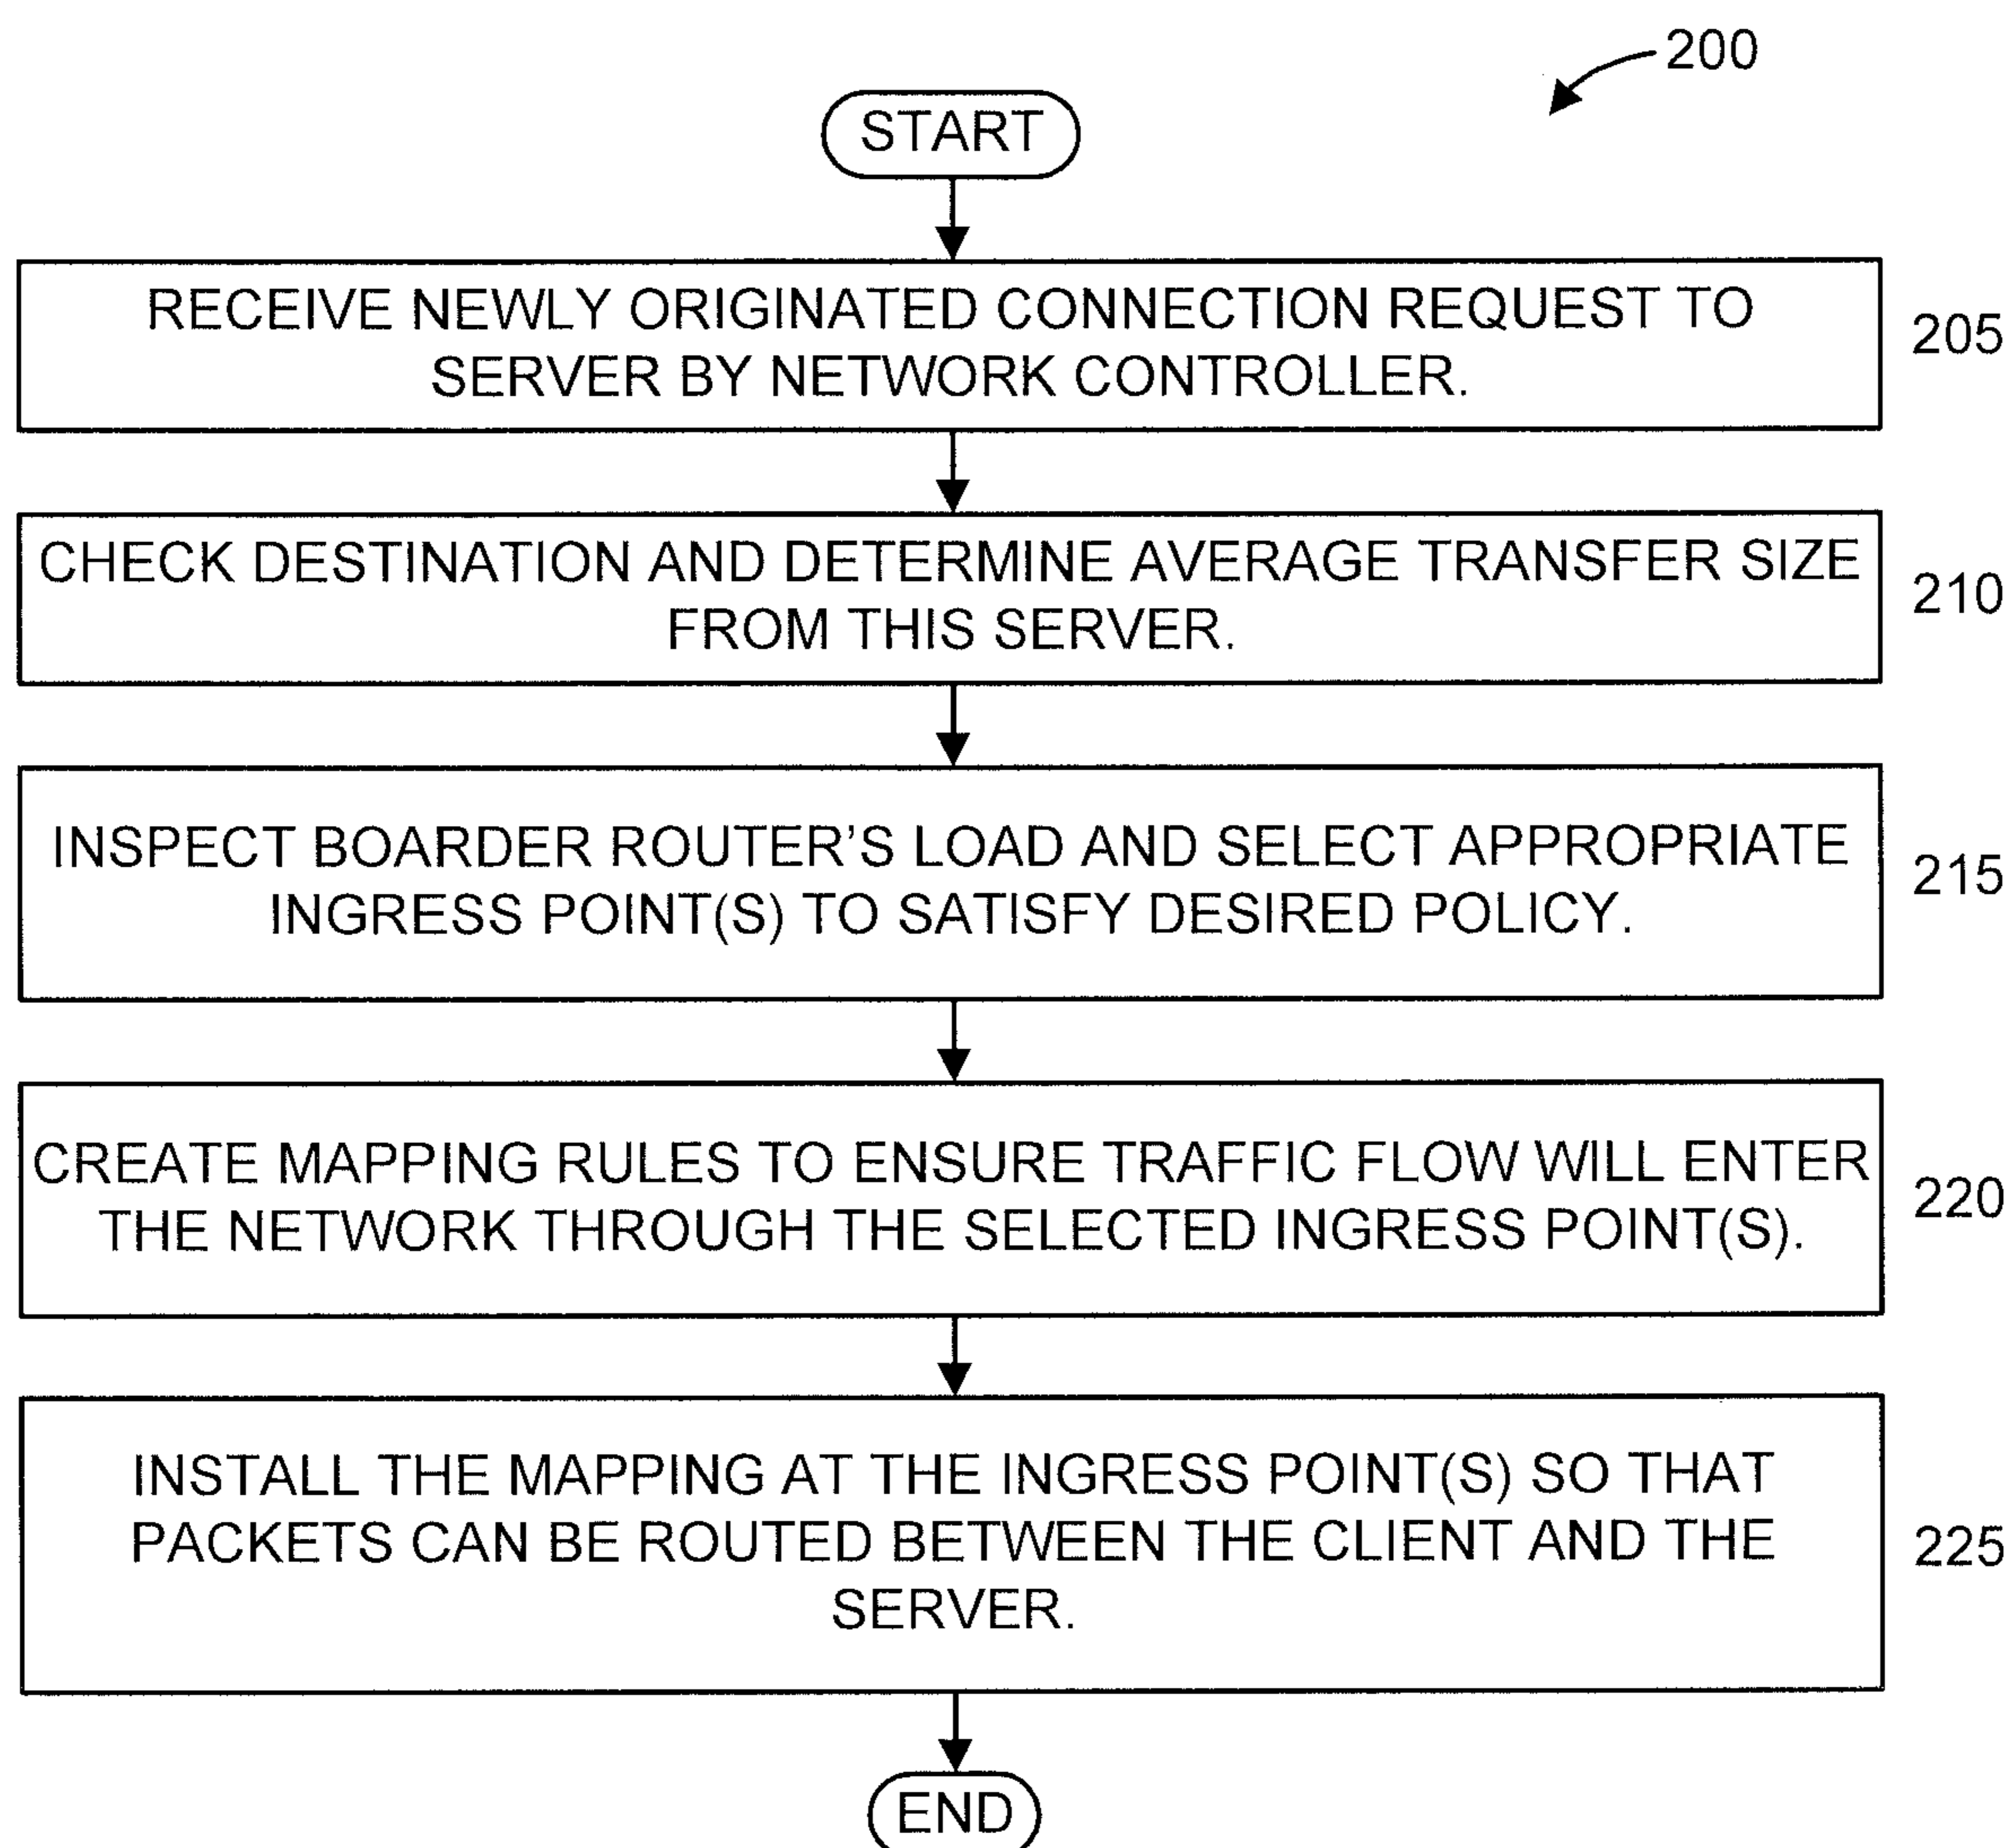 200
START
RECEIVE NEWLY ORIGINATED CONNECTION REQUEST TO
SERVER BY NETWORK CONTROLLER.
205
CHECK DESTINATION AND DETERMINE AVERAGE TRANSFER SIZE
FROM THIS SERVER.
210
INSPECT BOARDER ROUTER'S LOAD AND SELECT APPROPRIATE
INGRESS POINT(S) TO SATISFY DESIRED POLICY.
215
CREATE MAPPING RULES TO ENSURE TRAFFIC FLOW WILL ENTER
THE NETWORK THROUGH THE SELECTED INGRESS POINT(S).
220
INSTALL THE MAPPING AT THE INGRESS POINT(S) SO THAT
PACKETS CAN BE ROUTED BETWEEN THE CLIENT AND THE
SERVER.
225
END